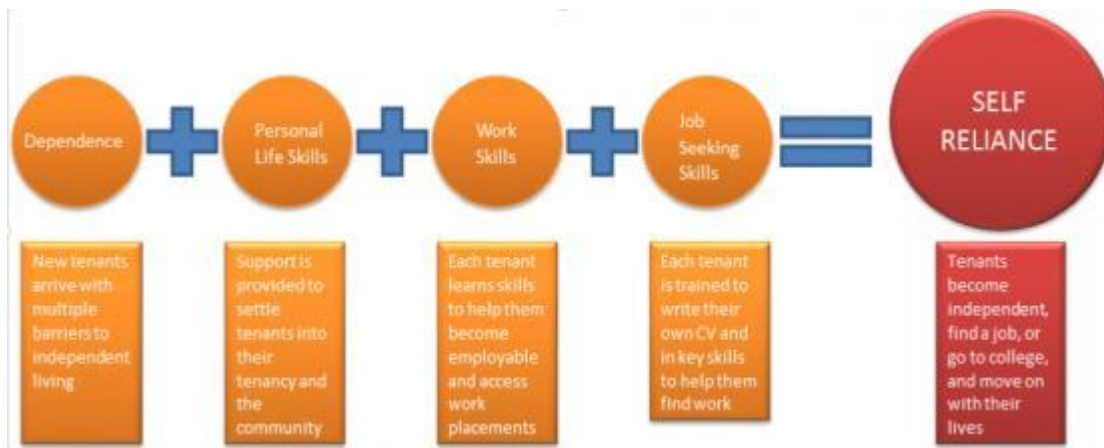 Dependence
Personal
Life Skills
Work
Skills
Job
Seeking
Skills
SELF
RELIANCE
New tenants
arrive with
multiple
barriers to
independent
living
Support is
provided to
settle
tenants into
their
tenancy and
the
community
Each tenant
learns skills
to help them
become
employable
and access
work
placements
Each tenant
is trained to
write their
own CV and
in key skills
to help them
find work
Tenants
become
independent,
find a job, or
go to college,
and move on
with their
lives